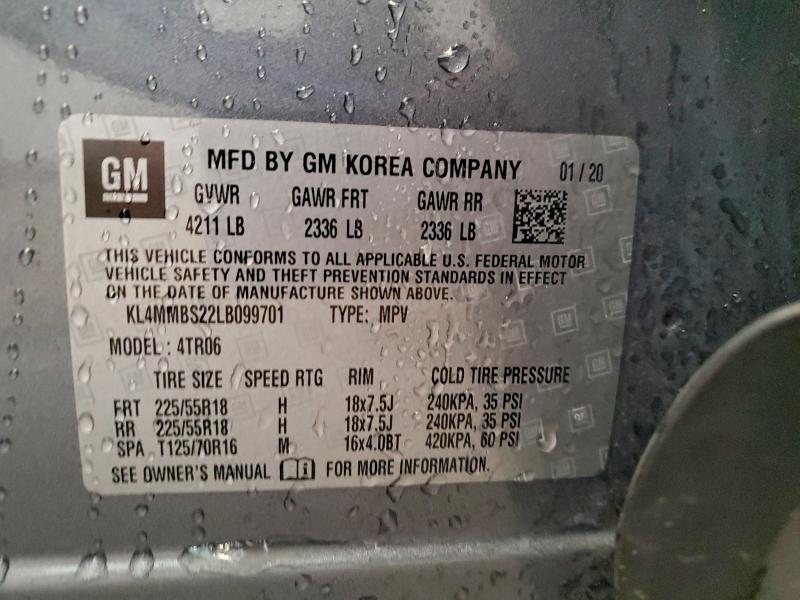 GM
MFD BY GM KOREA COMPANY 01 / 20
GVWR GAWR FRT GAWR RR
4211 LB 2336 LB 2336 LB
THIS VEHICLE CONFORMS TO ALL APPLICABLE U.S. FEDERAL MOTOR
VEHICLE SAFETY AND THEFT PREVENTION STANDARDS IN EFFECT
ON THE DATE OF MANUFACTURE SHOWN ABOVE.
KL4MMBS22LB099701 TYPE: MPV
MODEL : 4TR06
TIRE SIZE SPEED RTG RIM COLD TIRE PRESSURE
FRT 225/55R18 H 18x7.5J 240KPA, 35 PSI
RR 225/55R18 H 18x7.5J 240KPA, 35 PSI
SPA T125/70R16 M 16x4.0BT 420KPA, 60 PSI
SEE OWNER'S MANUAL FOR MORE INFORMATION.